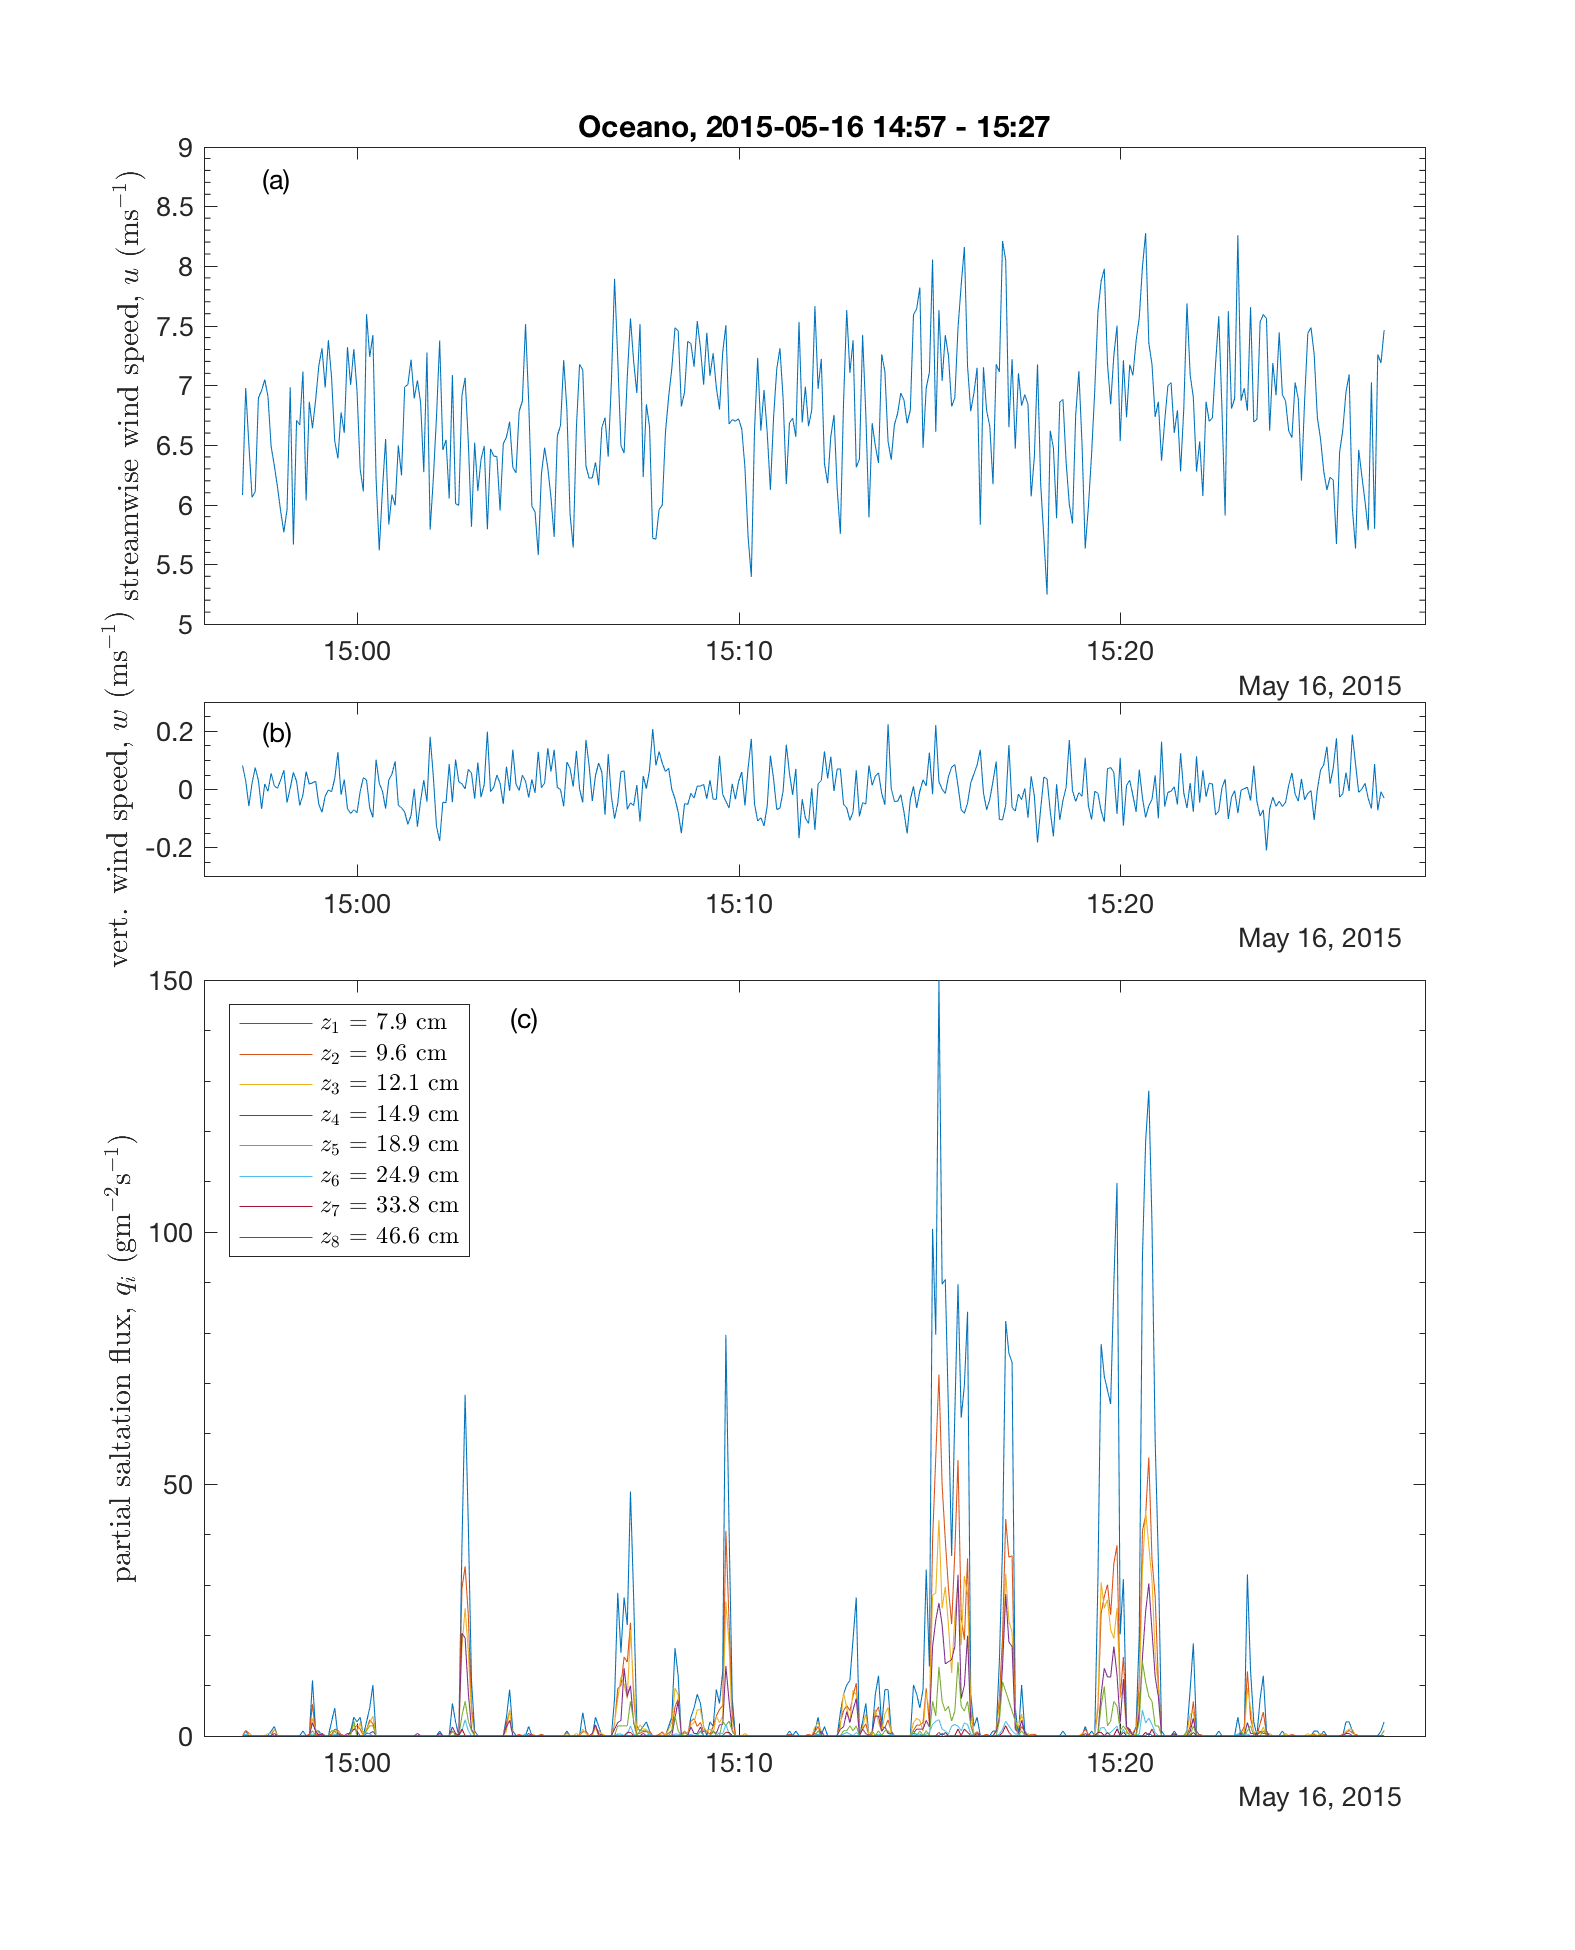 Oceano, 2015-05-16 14:57 - 15:27
(a)
streamwise wind speed, u (ms⁻¹)
9
8.5
8
7.5
7
6.5
6
5.5
5
15:00 15:10 15:20
May 16, 2015
(b)
vert. wind speed, w (ms⁻¹)
0.2
0
-0.2
15:00 15:10 15:20
May 16, 2015
(c)
partial saltation flux, qᵢ (gm⁻²s⁻¹)
150
100
50
0
z₁ = 7.9 cm
z₂ = 9.6 cm
z₃ = 12.1 cm
z₄ = 14.9 cm
z₅ = 18.9 cm
z₆ = 24.9 cm
z₇ = 33.8 cm
z₈ = 46.6 cm
15:00 15:10 15:20
May 16, 2015